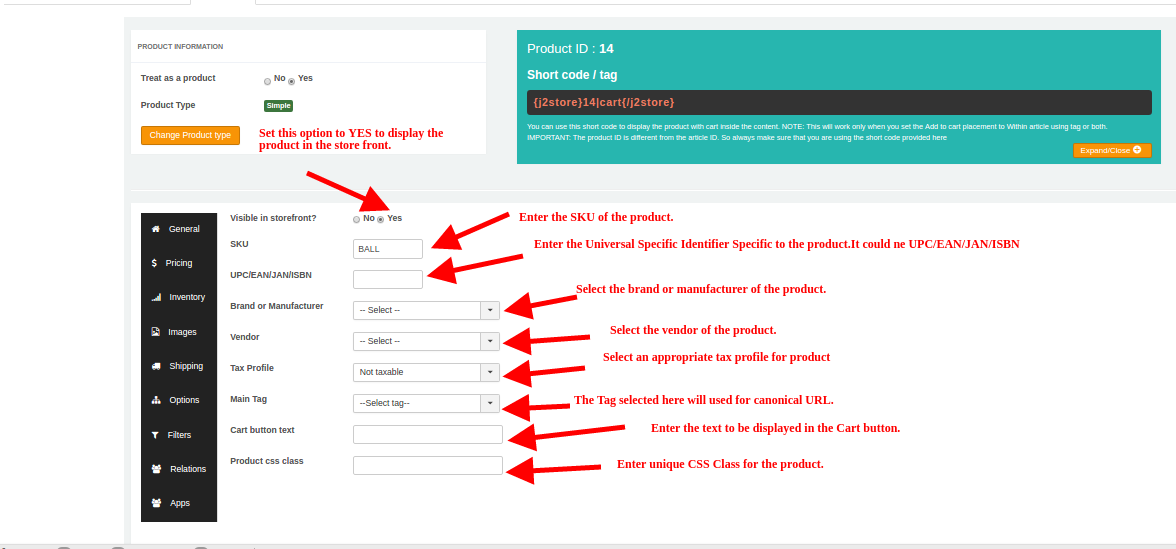 PRODUCT INFORMATION
Treat as a product
No Yes
Product Type
Simple
Change Product type
Set this option to YES to display the
product in the store front.
Product ID : 14
Short code / tag
{j2store}14|cart{/j2store}
You can use this short code to display the product with cart inside the content. NOTE: This will work only when you set the Add to cart placement to Within article using tag or both.
IMPORTANT: The product ID is different from the article ID. So always make sure that you are using the short code provided here
Expand/Close
General
Pricing
Inventory
Images
Shipping
Options
Filters
Relations
Apps
Visible in storefront?
No Yes
SKU
BALL
Enter the SKU of the product.
Enter the Universal Specific Identifier Specific to the product.It could ne UPC/EAN/JAN/ISBN
UPC/EAN/JAN/ISBN
Select the brand or manufacturer of the product.
Brand or Manufacturer
-- Select --
Select the vendor of the product.
Vendor
-- Select --
Select an appropriate tax profile for product
Tax Profile
Not taxable
Main Tag
--Select tag--
The Tag selected here will used for canonical URL.
Cart button text
Enter the text to be displayed in the Cart button.
Product css class
Enter unique CSS Class for the product.